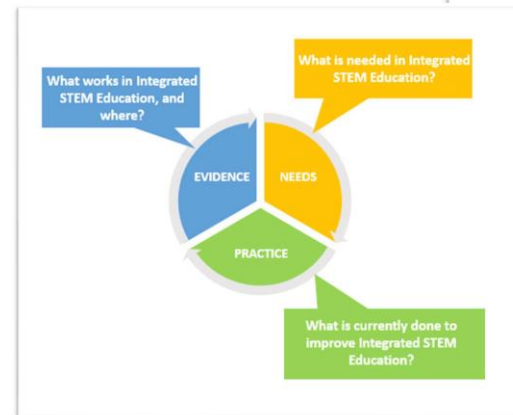 What is needed in Integrated
STEM Education?
What works in Integrated
STEM Education, and
where?
EVIDENCE
NEEDS
PRACTICE
What is currently done to
improve Integrated STEM
Education?